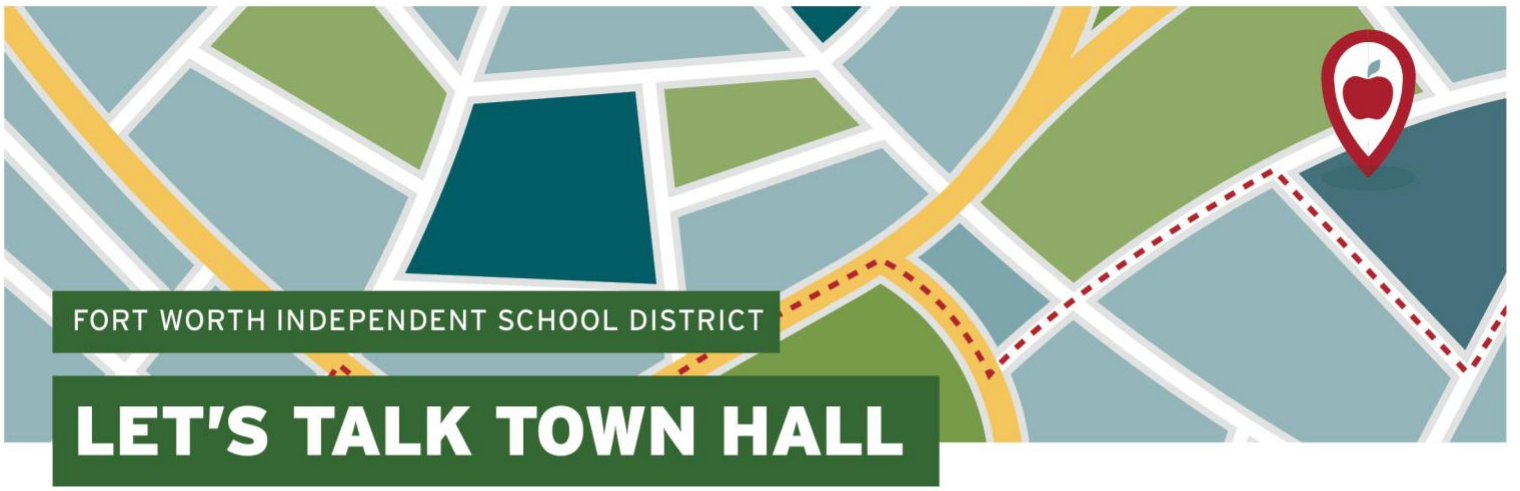 FORT WORTH INDEPENDENT SCHOOL DISTRICT
LET'S TALK TOWN HALL